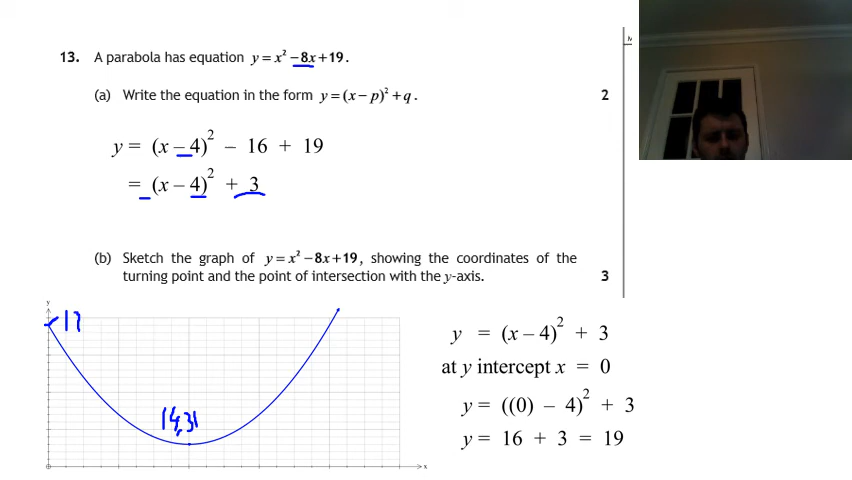 13. A parabola has equation y = x² − 8x + 19.
(a) Write the equation in the form y = (x − p)² + q. 2
y = (x − 4)² − 16 + 19
= (x − 4)² + 3
(b) Sketch the graph of y = x² − 8x + 19, showing the coordinates of the
turning point and the point of intersection with the y-axis. 3
y
(4,3)
x
y = (x − 4)² + 3
at y intercept x = 0
y = ((0) − 4)² + 3
y = 16 + 3 = 19